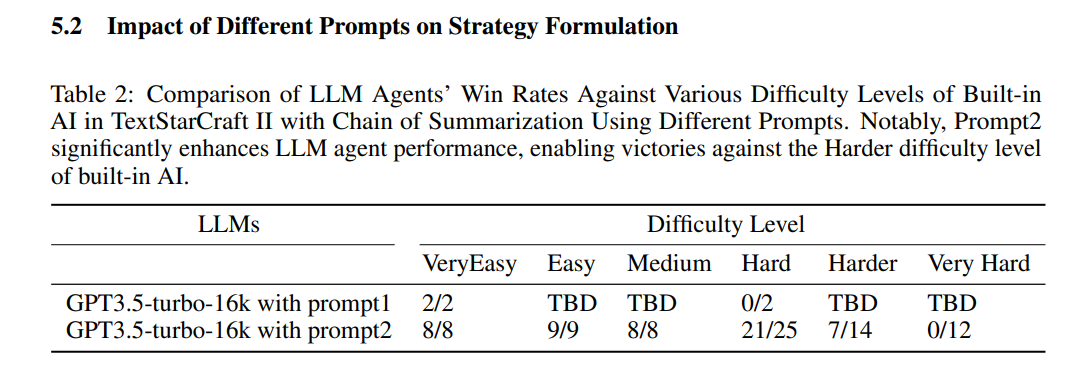 5.2 Impact of Different Prompts on Strategy Formulation
Table 2: Comparison of LLM Agents' Win Rates Against Various Difficulty Levels of Built-in
AI in TextStarCraft II with Chain of Summarization Using Different Prompts. Notably, Prompt2
significantly enhances LLM agent performance, enabling victories against the Harder difficulty level
of built-in AI.
LLMs Difficulty Level
VeryEasy Easy Medium Hard Harder Very Hard
GPT3.5-turbo-16k with prompt1 2/2 TBD TBD 0/2 TBD TBD
GPT3.5-turbo-16k with prompt2 8/8 9/9 8/8 21/25 7/14 0/12